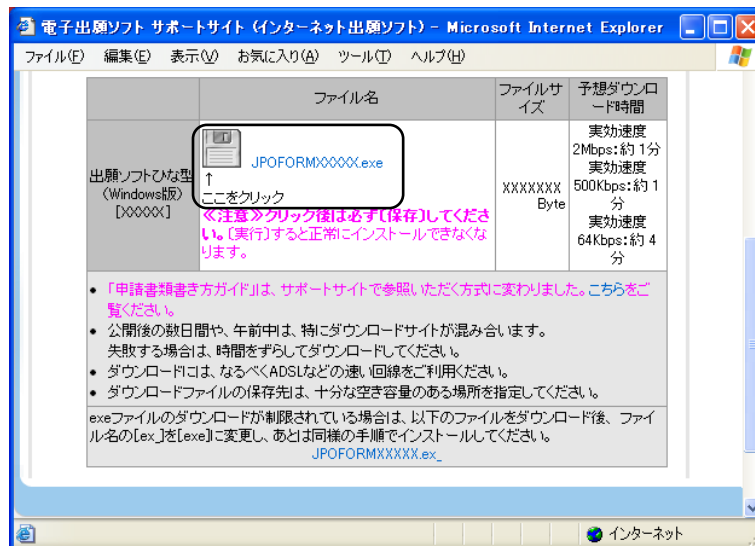 電子出願ソフト サポートサイト (インターネット出願ソフト) - Microsoft Internet Explorer
ファイル(F) 編集(E) 表示(V) お気に入り(A) ツール(T) ヘルプ(H)
ファイル名
ファイルサ
イズ
予想ダウンロ
ード時間
出願ソフトひな型
(Windows版)
[XXXXX]
JPOFORMXXXXX.exe
↑
ここをクリック
≪注意≫クリック後は必ず[保存]してくださ
い。[実行]すると正常にインストールできなくな
ります。
XXXXXXX
Byte
実効速度
2Mbps:約 1分
実効速度
500Kbps:約 1
分
実効速度
64Kbps:約 4
分
• 「申請書類書き方ガイド」は、サポートサイトで参照いただく方式に変わりました。こちらをご
覧ください。
• 公開後の数日間や、午前中は、特にダウンロードサイトが混み合います。
失敗する場合は、時間をずらしてダウンロードしてください。
• ダウンロードには、なるべくADSLなどの速い回線をご利用ください。
• ダウンロードファイルの保存先は、十分な空き容量のある場所を指定してください。
exeファイルのダウンロードが制限されている場合は、以下のファイルをダウンロード後、ファイ
ル名の[ex_]を[exe]に変更し、あとは同様の手順でインストールしてください。
JPOFORMXXXXX.ex_
インターネット